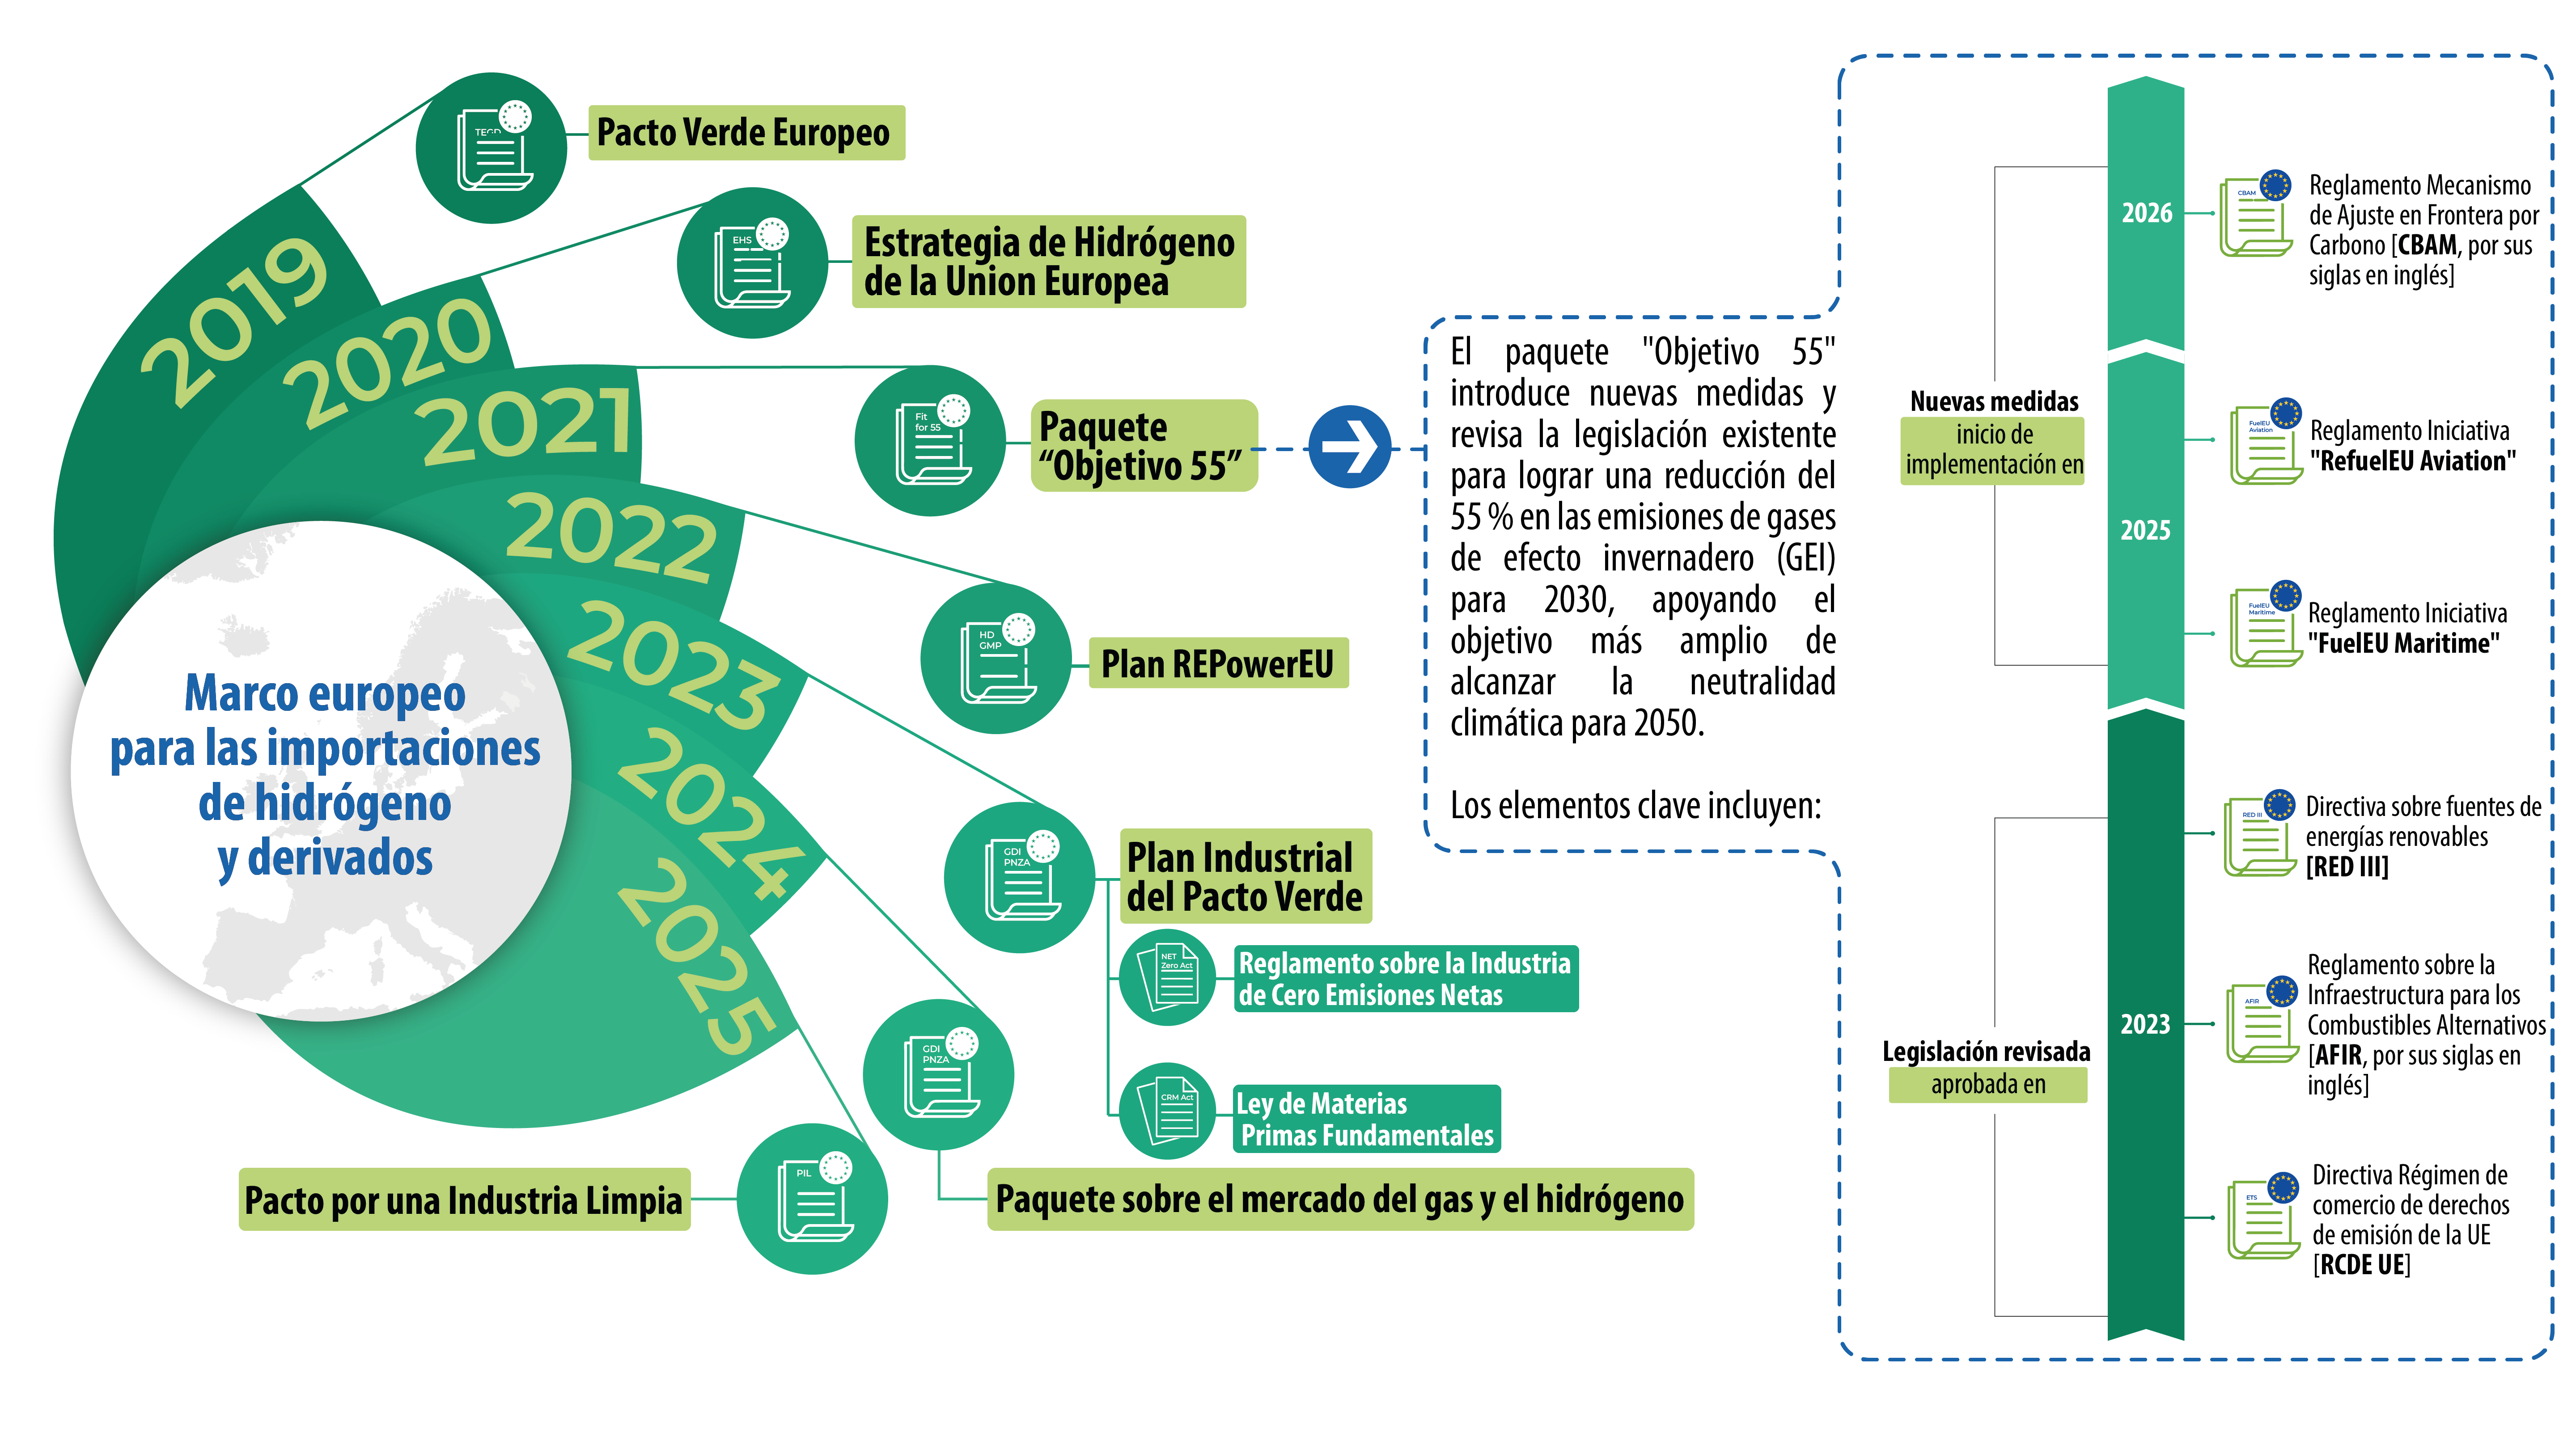 Marco europeo
para las importaciones
de hidrógeno
y derivados
2019
TEGD
Pacto Verde Europeo
2020
EHS
Estrategia de Hidrógeno
de la Union Europea
2021
Fit
for 55
Paquete
“Objetivo 55”
2022
HD
GMP
Plan REPowerEU
2023
GDI
PNZA
Plan Industrial
del Pacto Verde
NET
Zero Act
Reglamento sobre la Industria
de Cero Emisiones Netas
CRM Act
Ley de Materias
Primas Fundamentales
2024
GDI
PNZA
Paquete sobre el mercado del gas y el hidrógeno
2025
PIL
Pacto por una Industria Limpia
El paquete "Objetivo 55"
introduce nuevas medidas y
revisa la legislación existente
para lograr una reducción del
55 % en las emisiones de gases
de efecto invernadero (GEI)
para 2030, apoyando el
objetivo más amplio de
alcanzar la neutralidad
climática para 2050.
Los elementos clave incluyen:
Nuevas medidas
inicio de
implementación en
2026
CBAM
Reglamento Mecanismo
de Ajuste en Frontera por
Carbono [CBAM, por sus
siglas en inglés]
2025
FuelEU
Aviation
Reglamento Iniciativa
"RefuelEU Aviation"
FuelEU
Maritime
Reglamento Iniciativa
"FuelEU Maritime"
Legislación revisada
aprobada en
2023
RED III
Directiva sobre fuentes de
energías renovables
[RED III]
AFIR
Reglamento sobre la
Infraestructura para los
Combustibles Alternativos
[AFIR, por sus siglas en
inglés]
ETS
Directiva Régimen de
comercio de derechos
de emisión de la UE
[RCDE UE]